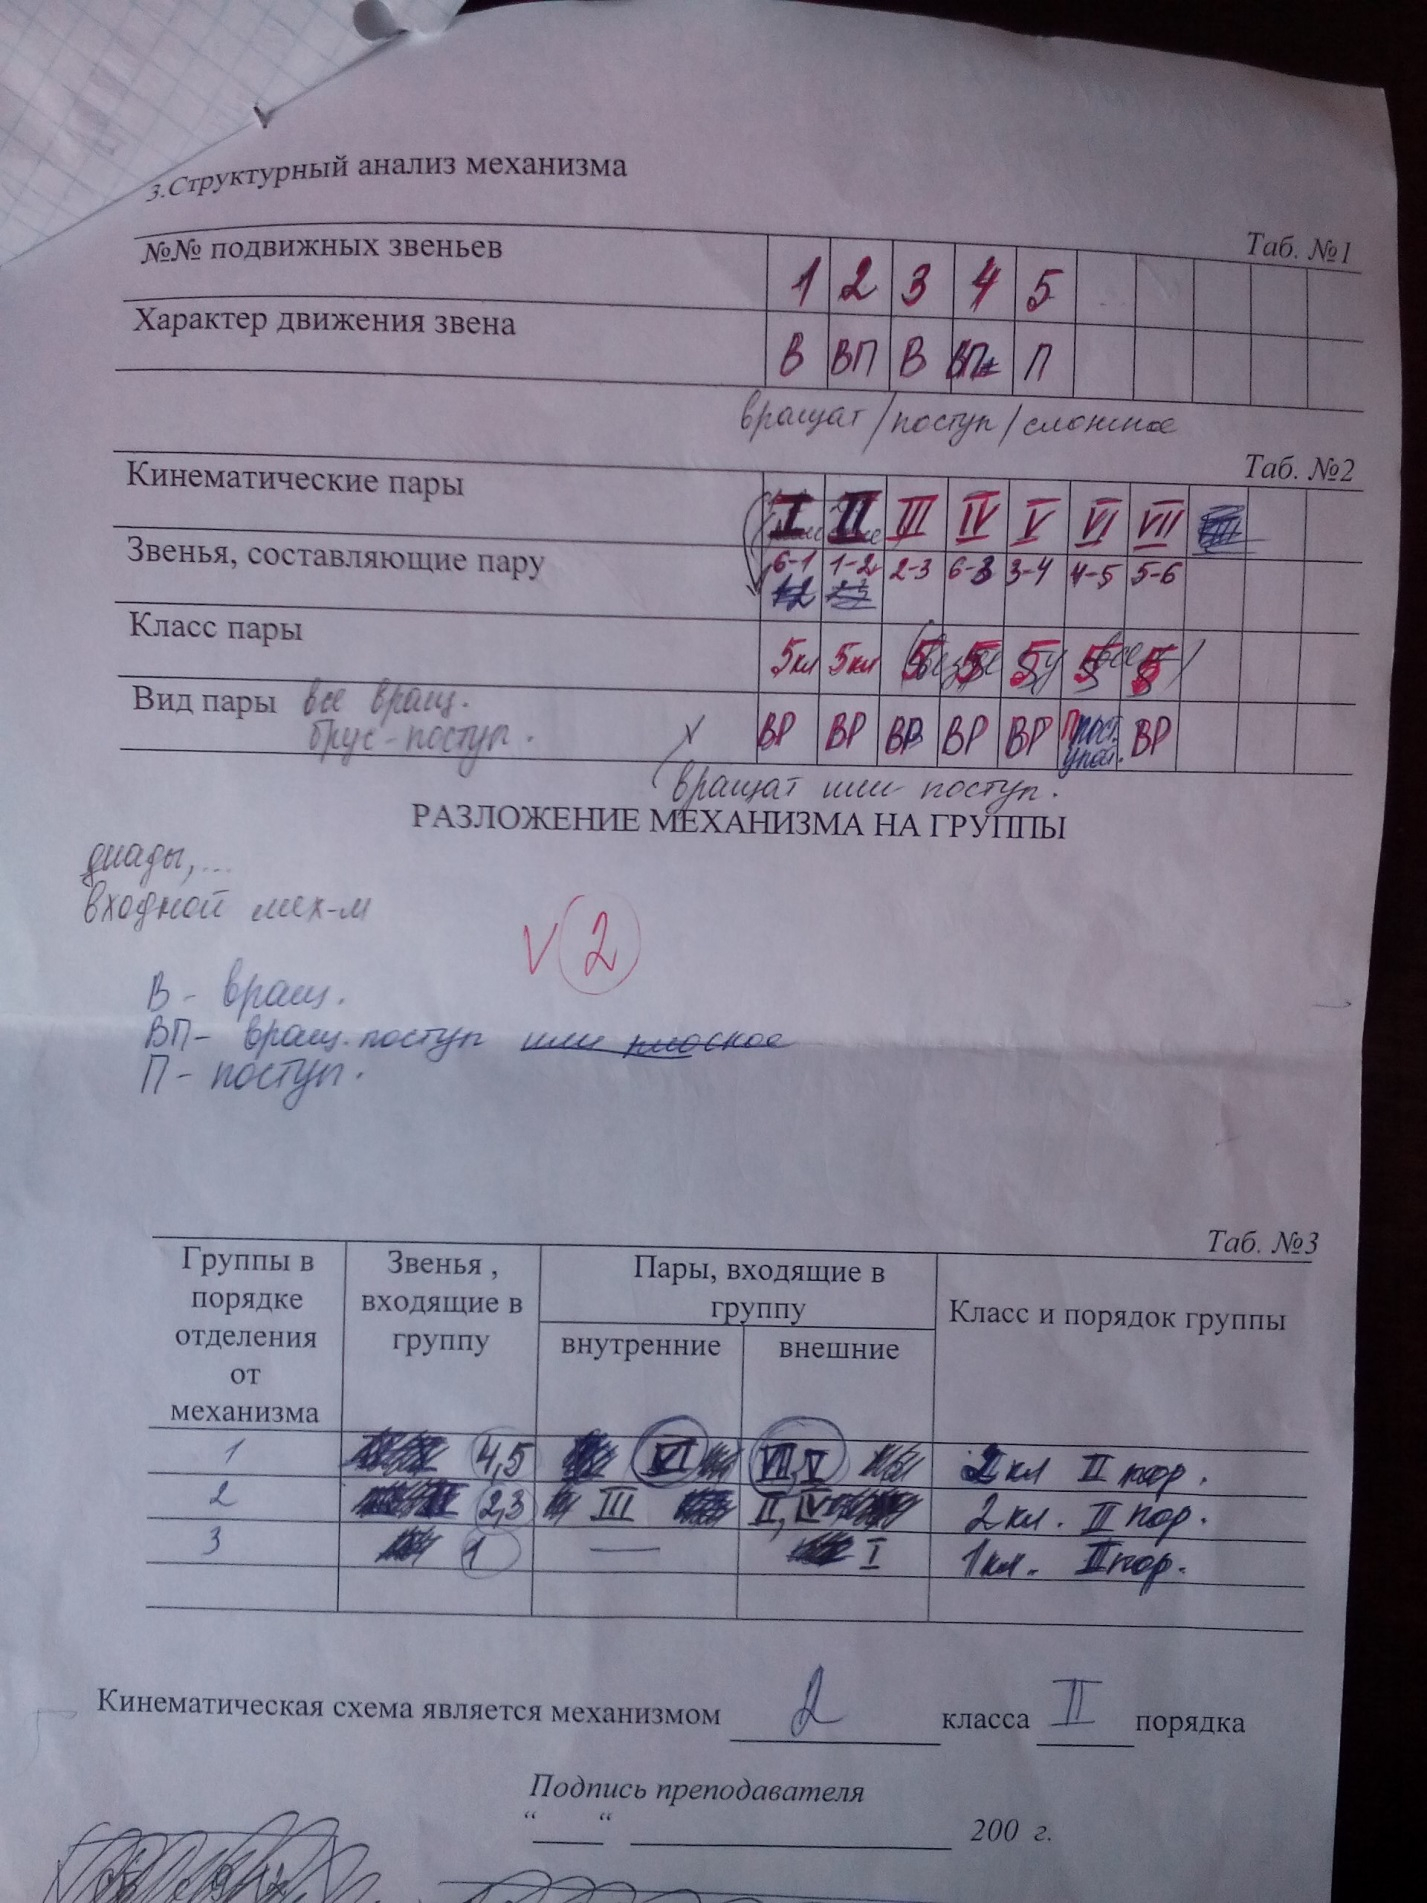 3.Структурный анализ механизма
Таб. №1
№№ подвижных звеньев 1 2 3 4 5
Характер движения звена В ВП В ВП П
вращат/поступ/сложное
Таб. №2
Кинематические пары I II III IV V VI VII
Звенья, составляющие пару 6-1 1-2 2-3 6-3 3-4 4-5 5-6
Класс пары 5кл 5кл 5 5 5 5 5
Вид пары все вращ. ВР ВР ВР ВР ВР Пост. ВР
брус-поступ.
вращат или поступ.
РАЗЛОЖЕНИЕ МЕХАНИЗМА НА ГРУППЫ
диады,...
входной мех-м
V 2
В - вращ.
ВП - вращ. поступ или плоское
П - поступ.
Таб. №3
Группы в порядке отделения от механизма
Звенья , входящие в группу
Пары, входящие в группу
внутренние внешние
Класс и порядок группы
1 4,5 VI VII,V 2кл II пор.
2 2,3 III II, IV 2кл. II пор.
3 1 — I 1кл. II пор.
Кинематическая схема является механизмом 2 класса II порядка
Подпись преподавателя
“ “ 200 г.